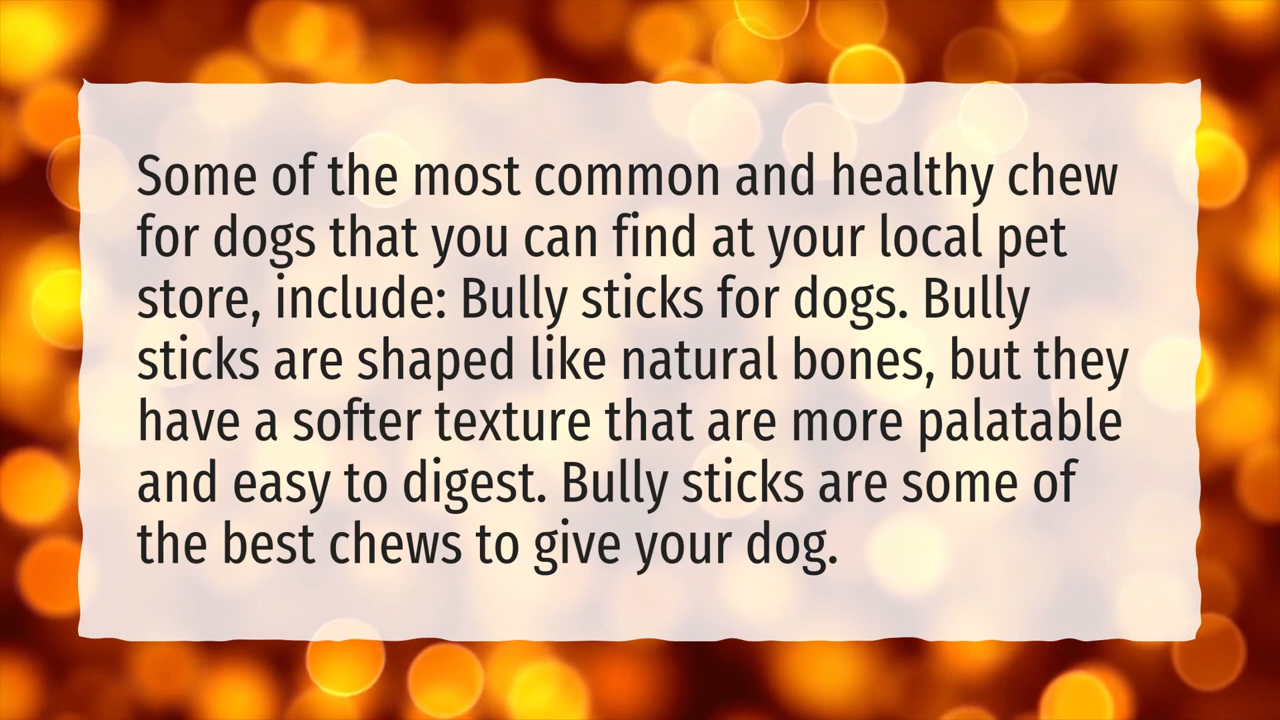 Some of the most common and healthy chew
for dogs that you can find at your local pet
store, include: Bully sticks for dogs. Bully
sticks are shaped like natural bones, but they
have a softer texture that are more palatable
and easy to digest. Bully sticks are some of
the best chews to give your dog.